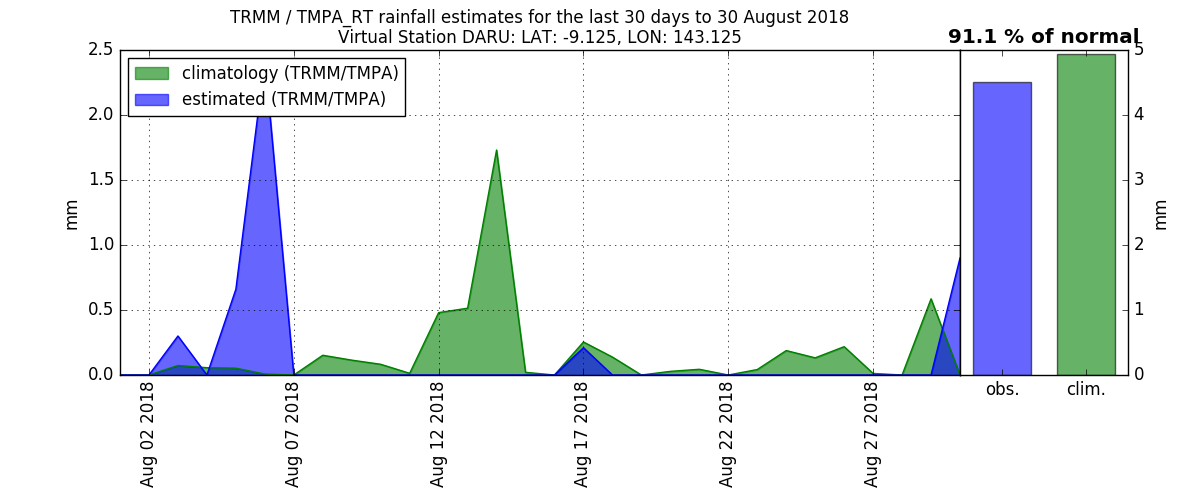 TRMM / TMPA_RT rainfall estimates for the last 30 days to 30 August 2018
Virtual Station DARU: LAT: -9.125, LON: 143.125
91.1 % of normal
climatology (TRMM/TMPA)
estimated (TRMM/TMPA)
mm
2.5
2.0
1.5
1.0
0.5
0.0
Aug 02 2018
Aug 07 2018
Aug 12 2018
Aug 17 2018
Aug 22 2018
Aug 27 2018
obs.
clim.
5
4
3
2
1
0
mm